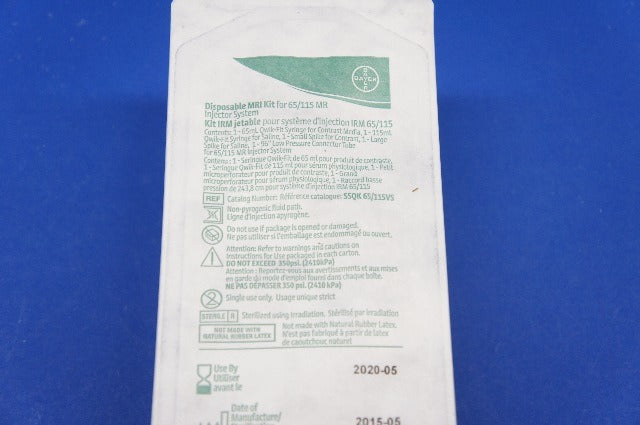 BAYER
Disposable MRI Kit for 65/115 MR
Injector System
Kit IRM jetable pour système d'injection IRM 65/115
Contents: 1 - 65mL Qwik-Fit Syringe for Contrast Media, 1 - 115mL
Qwik-Fit Syringe for Saline, 1 - Small Spike for Contrast, 1 - Large
Spike for Saline, 1 - 96" Low Pressure Connector Tube
for 65/115 MR Injector System
Contenu : 1 - Seringue Qwik-Fit de 65 ml pour produit de contraste,
1 - Seringue Qwik-Fit de 115 ml pour sérum physiologique, 1 - Petit
microperforateur pour produit de contraste, 1 - Grand
microperforateur pour sérum physiologique, 1 - Raccord basse
pression de 243,8 cm pour système d'injection IRM 65/115
REF Catalog Number: Référence catalogue: SSQK 65/115VS
Non-pyrogenic fluid path.
Ligne d'injection apyrogène.
Do not use if package is opened or damaged.
Ne pas utiliser si l'emballage est endommagé ou ouvert.
Attention: Refer to warnings and cautions on
Instructions for Use packaged in each carton.
DO NOT EXCEED 350psi. (2410kPa)
Attention : Reportez-vous aux avertissements et aux mises
en garde du mode d'emploi found dans chaque boîte.
NE PAS DÉPASSER 350 psi. (2410 kPa)
2 Single use only. Usage unique strict
STERILE R Sterilized using Irradiation. Stérilisé par irradiation
NOT MADE WITH
NATURAL RUBBER LATEX
Not made with Natural Rubber Latex.
N'est pas fabriqué à partir de latex
de caoutchouc naturel
Use By
Utiliser
avant le
2020-05
Date of
Manufacture/
2015-05